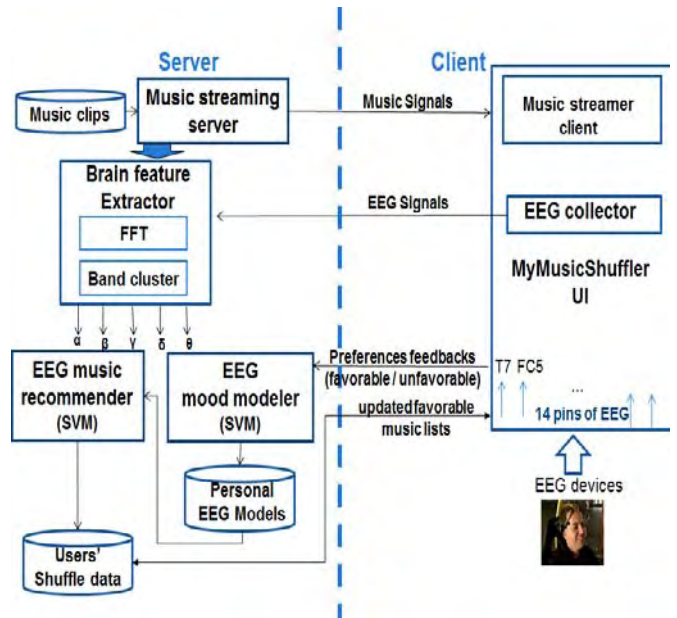 Server
Client
Music clips
Music streaming
server
Music Signals
Music streamer
client
Brain feature
Extractor
FFT
Band cluster
EEG Signals
EEG collector
MyMusicShuffler
UI
α β γ δ θ
EEG music
recommender
(SVM)
EEG
mood modeler
(SVM)
Preferences feedbacks
(favorable / unfavorable)
updated favorable
music lists
T7 FC5
...
14 pins of EEG
EEG devices
Personal
EEG Models
Users'
Shuffle data